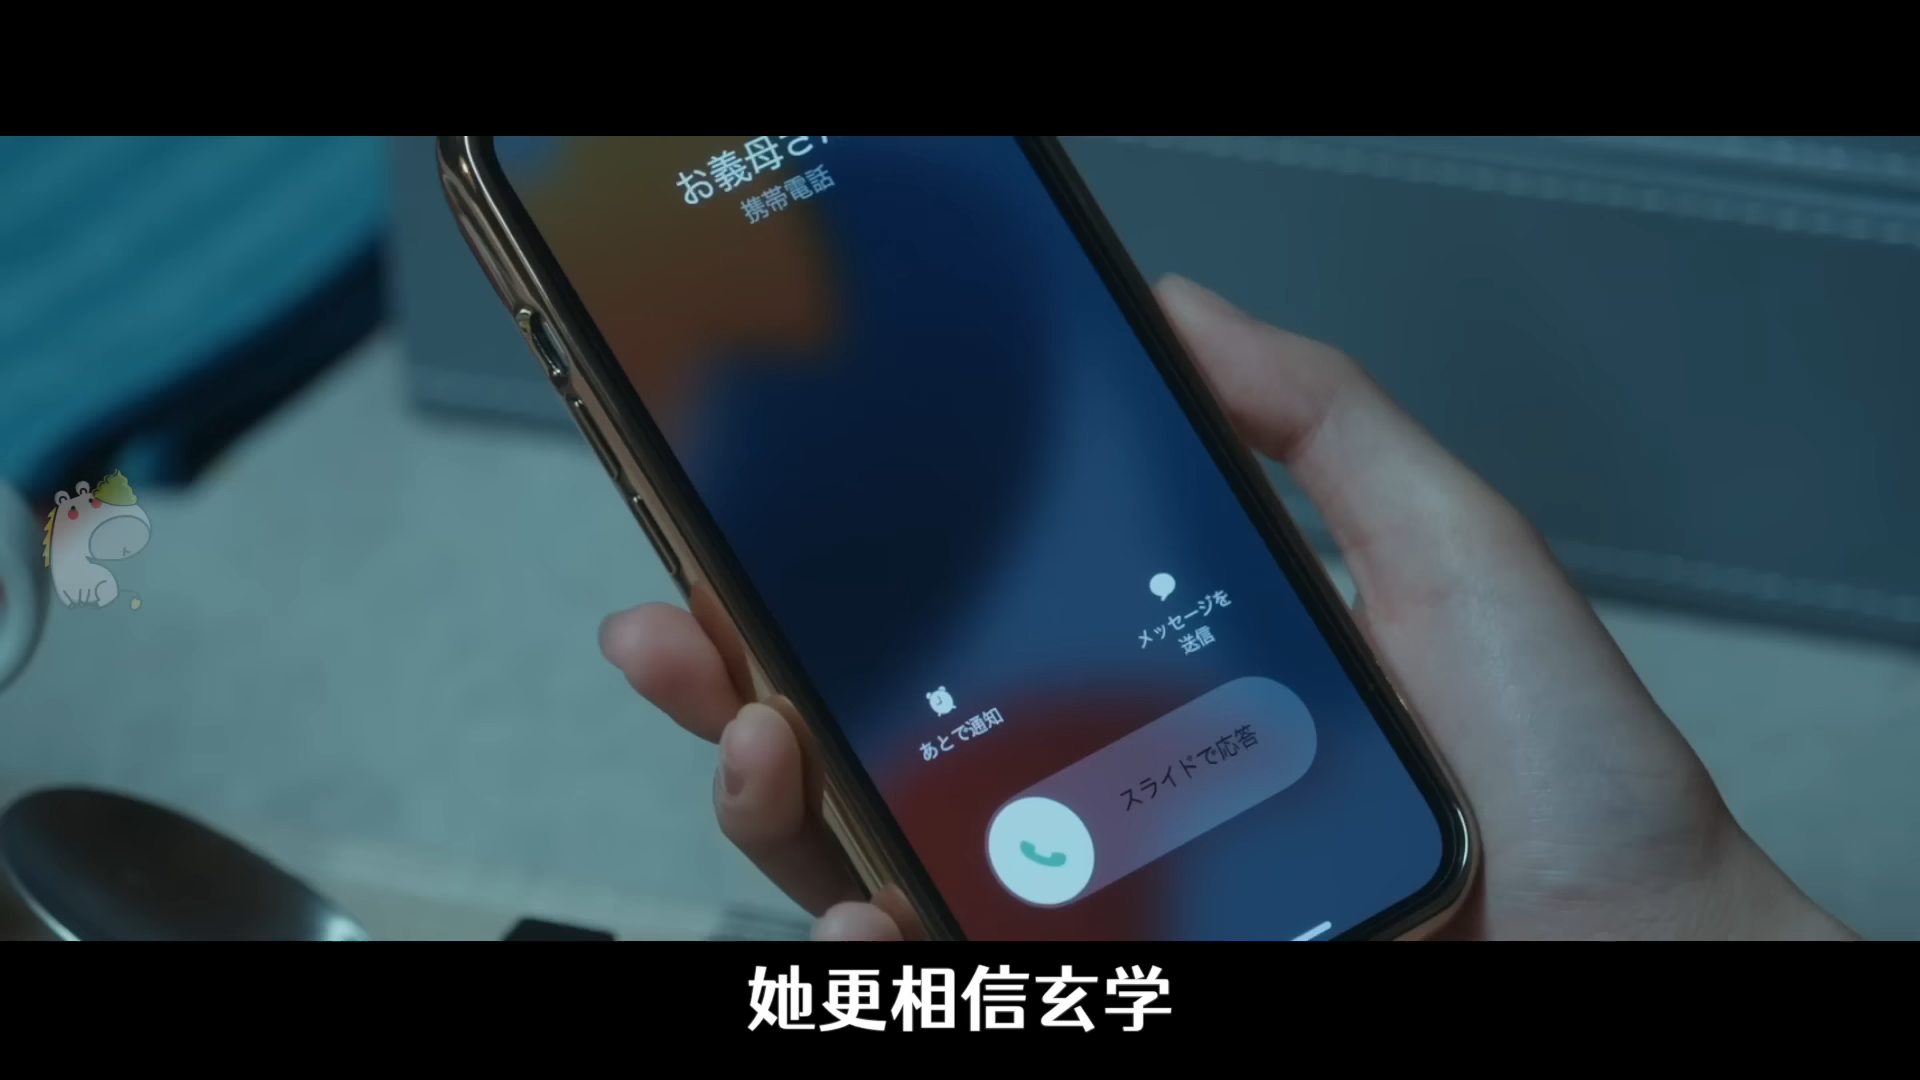 お義母さ
携帯電話
メッセージを
送信
あとで通知
スライドで応答
她更相信玄学